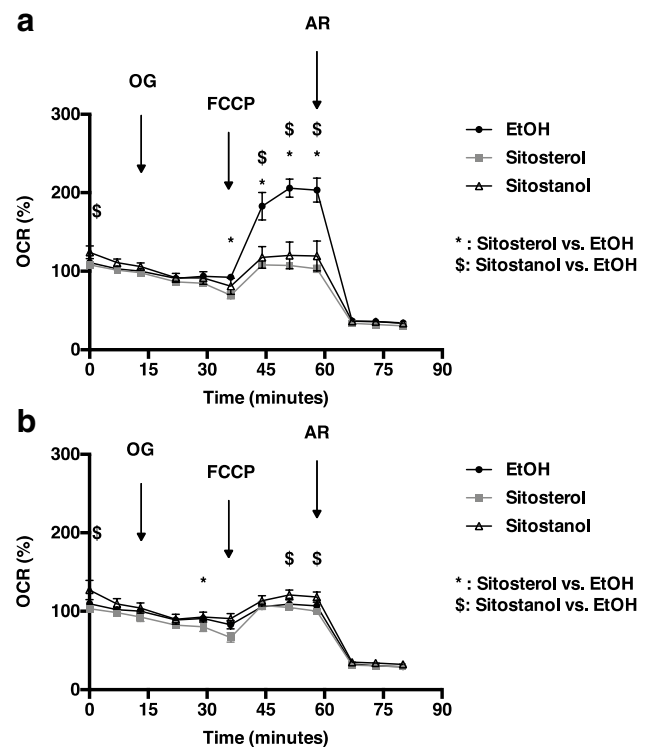 a
AR
OG
FCCP
300
200
100
0
OCR (%)
$
*
$
*
$
*
$
*
EtOH
Sitosterol
Sitostanol
* : Sitosterol vs. EtOH
$: Sitostanol vs. EtOH
0 15 30 45 60 75 90
Time (minutes)
b
AR
OG
FCCP
300
200
100
0
OCR (%)
$
*
$ $
EtOH
Sitosterol
Sitostanol
* : Sitosterol vs. EtOH
$: Sitostanol vs. EtOH
0 15 30 45 60 75 90
Time (minutes)